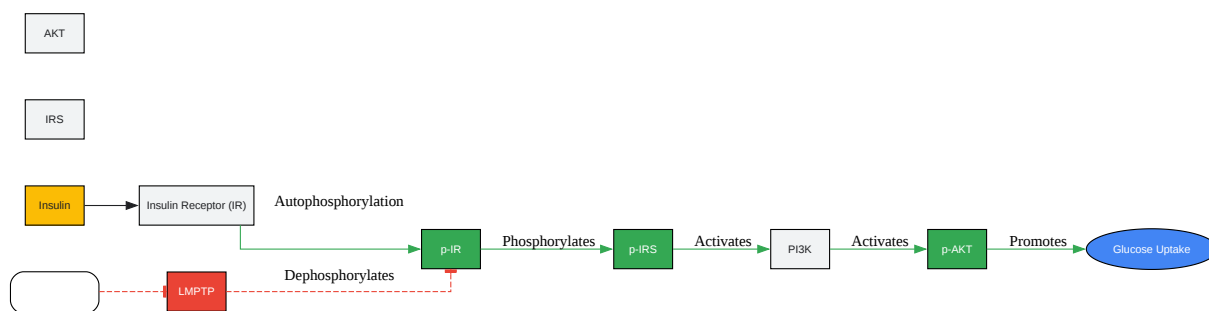 AKT
IRS
Insulin
Insulin Receptor (IR)
Autophosphorylation
p-IR
Phosphorylates
p-IRS
Activates
PI3K
Activates
p-AKT
Promotes
Glucose Uptake
LMPTP
Dephosphorylates